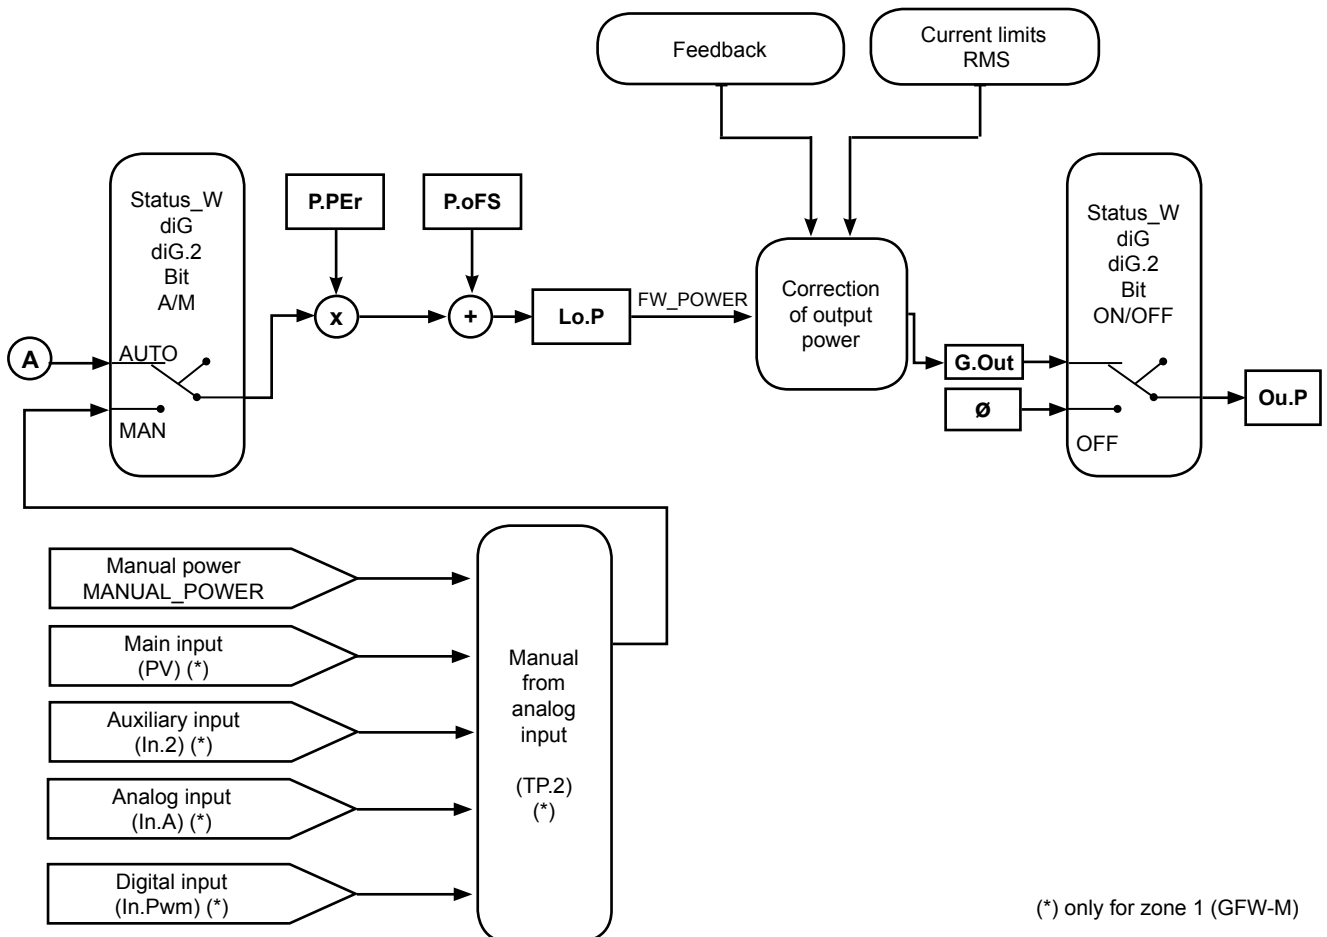 Feedback
Current limits
RMS
Status_W
diG
diG.2
Bit
A/M
AUTO
MAN
A
P.PEr
P.oFS
x
+
Lo.P
FW_POWER
Correction
of output
power
G.Out
Ø
Status_W
diG
diG.2
Bit
ON/OFF
OFF
Ou.P
Manual power
MANUAL_POWER
Main input
(PV) (*)
Auxiliary input
(In.2) (*)
Analog input
(In.A) (*)
Digital input
(In.Pwm) (*)
Manual
from
analog
input
(TP.2)
(*)
(*) only for zone 1 (GFW-M)